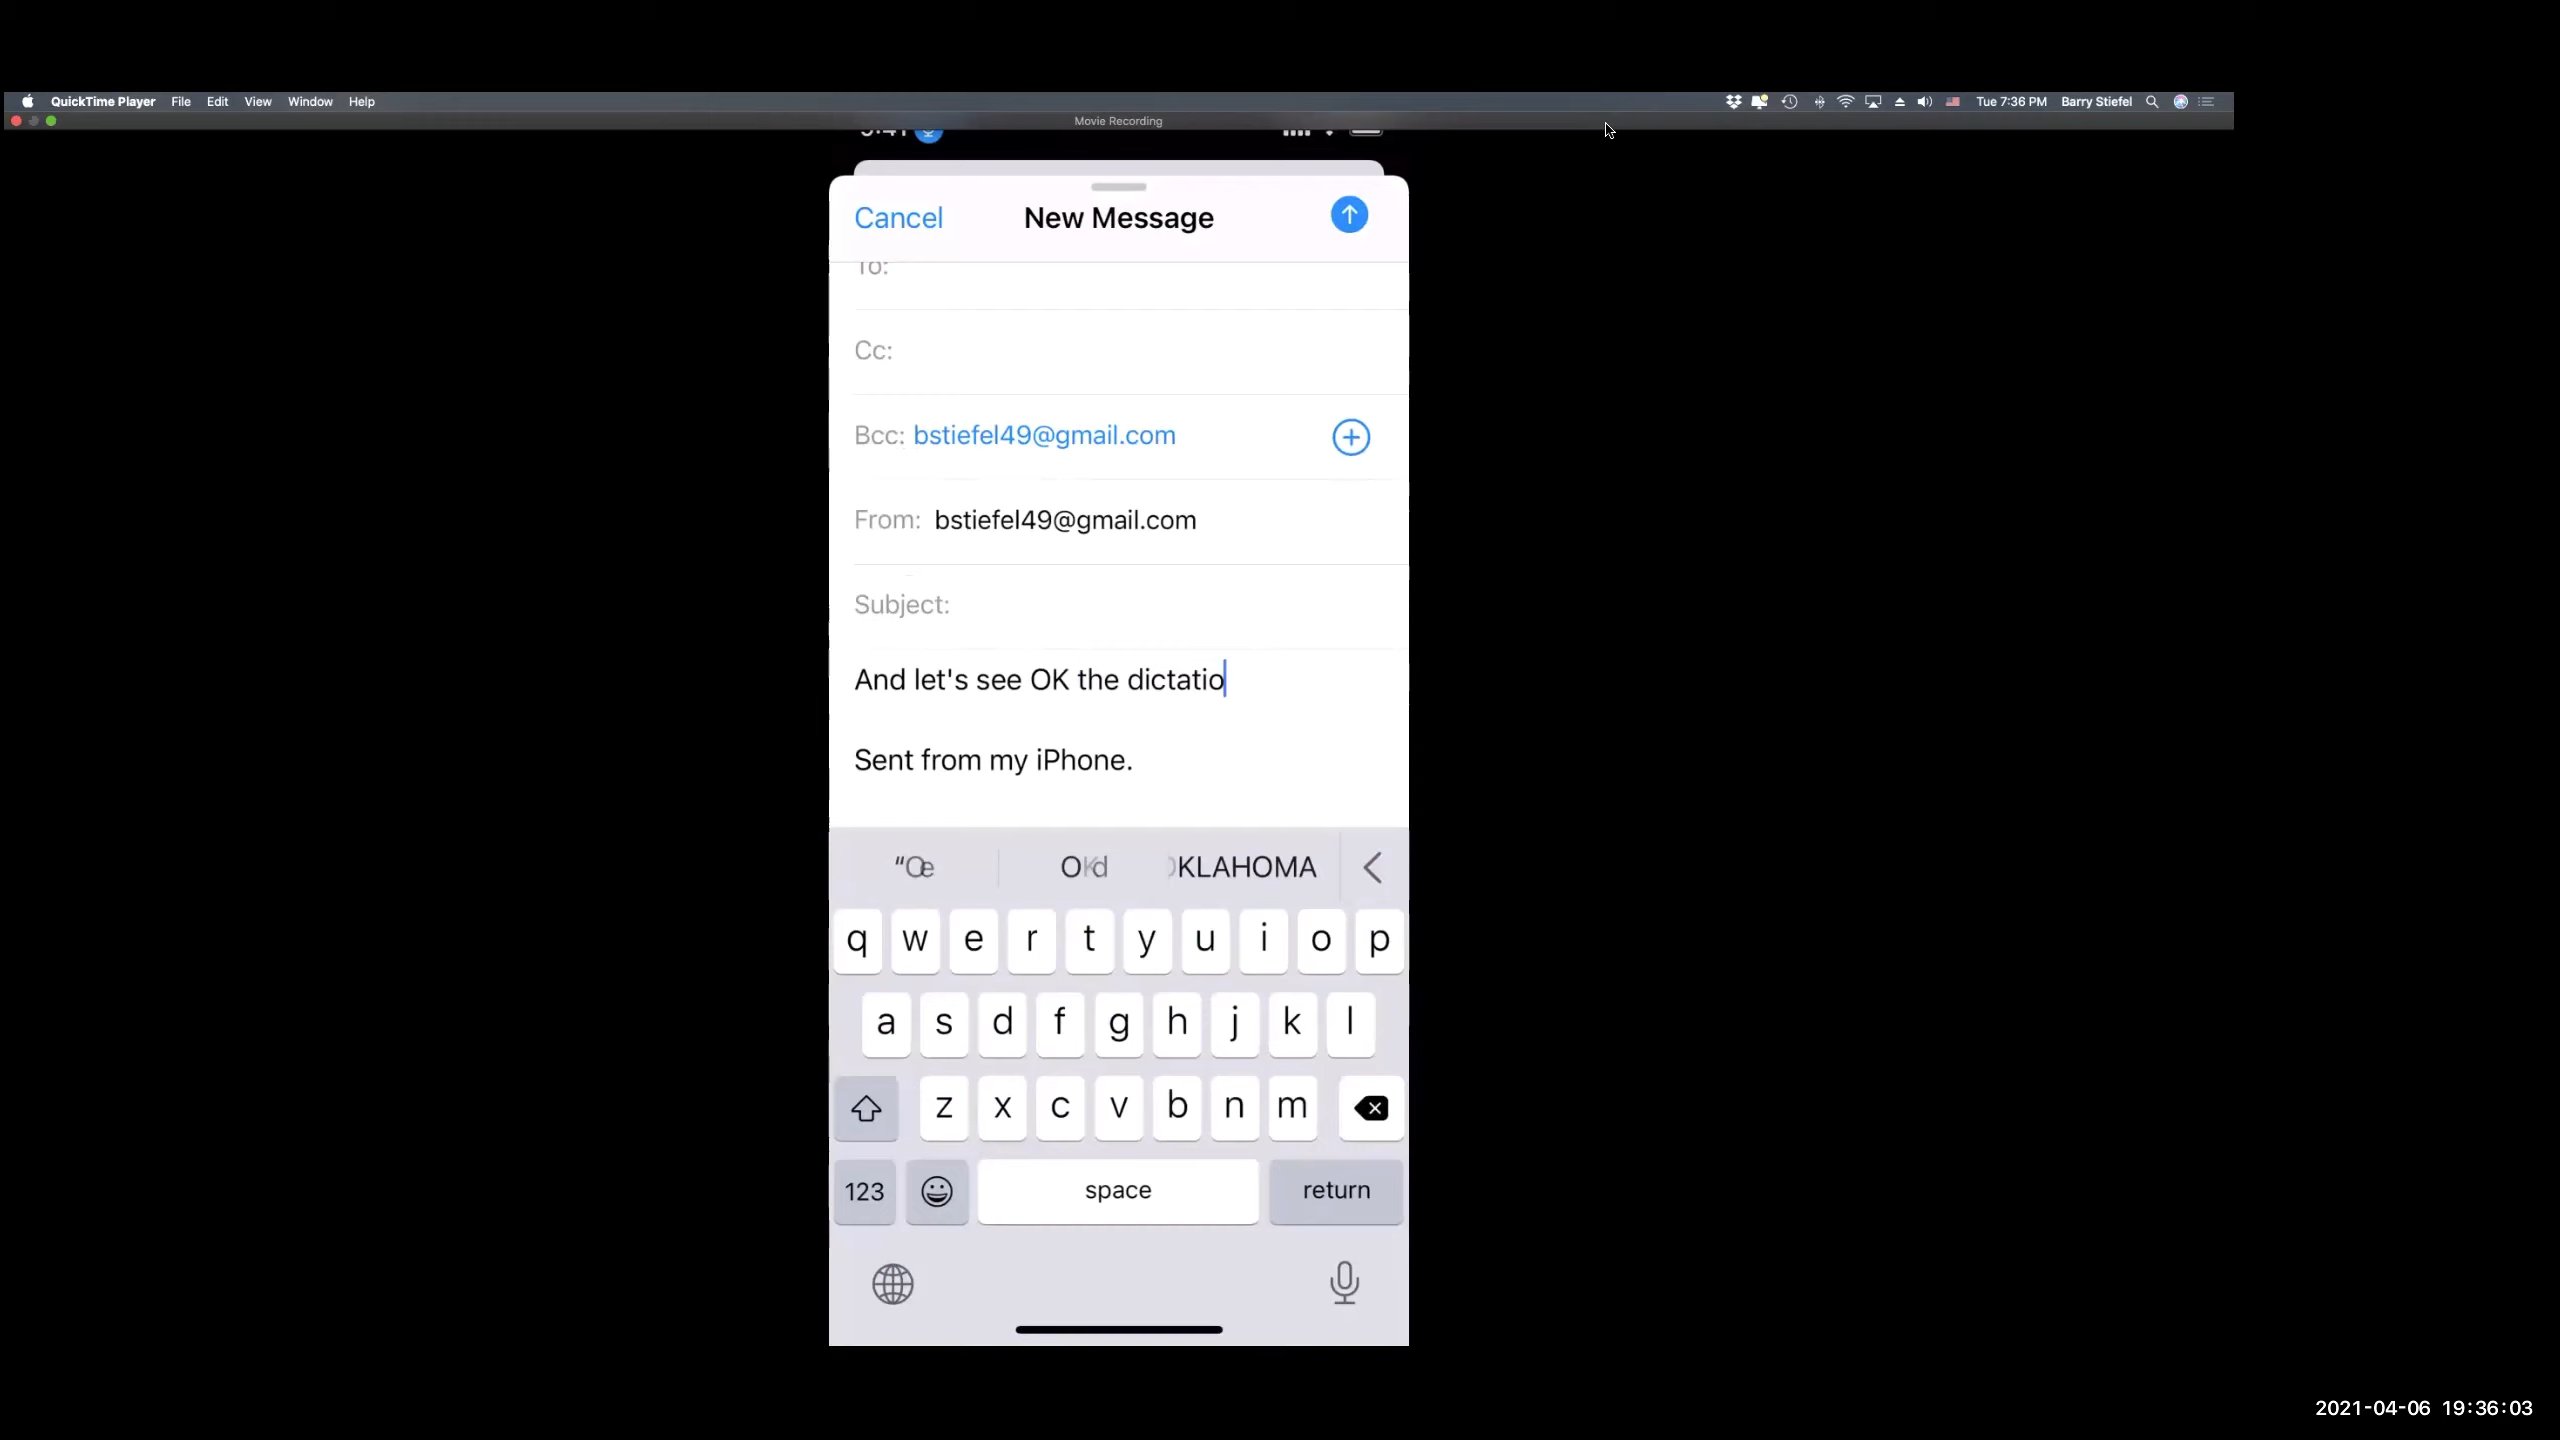 QuickTime Player File Edit View Window Help Tue 7:36 PM Barry Stiefel
Movie Recording
Cancel New Message
To:
Cc:
Bcc: bstiefel49@gmail.com
From: bstiefel49@gmail.com
Subject:
And let's see OK the dictatio
Sent from my iPhone.
OKLAHOMA
q w e r t y u i o p
a s d f g h j k l
z x c v b n m
123 space return
2021-04-06 19:36:03